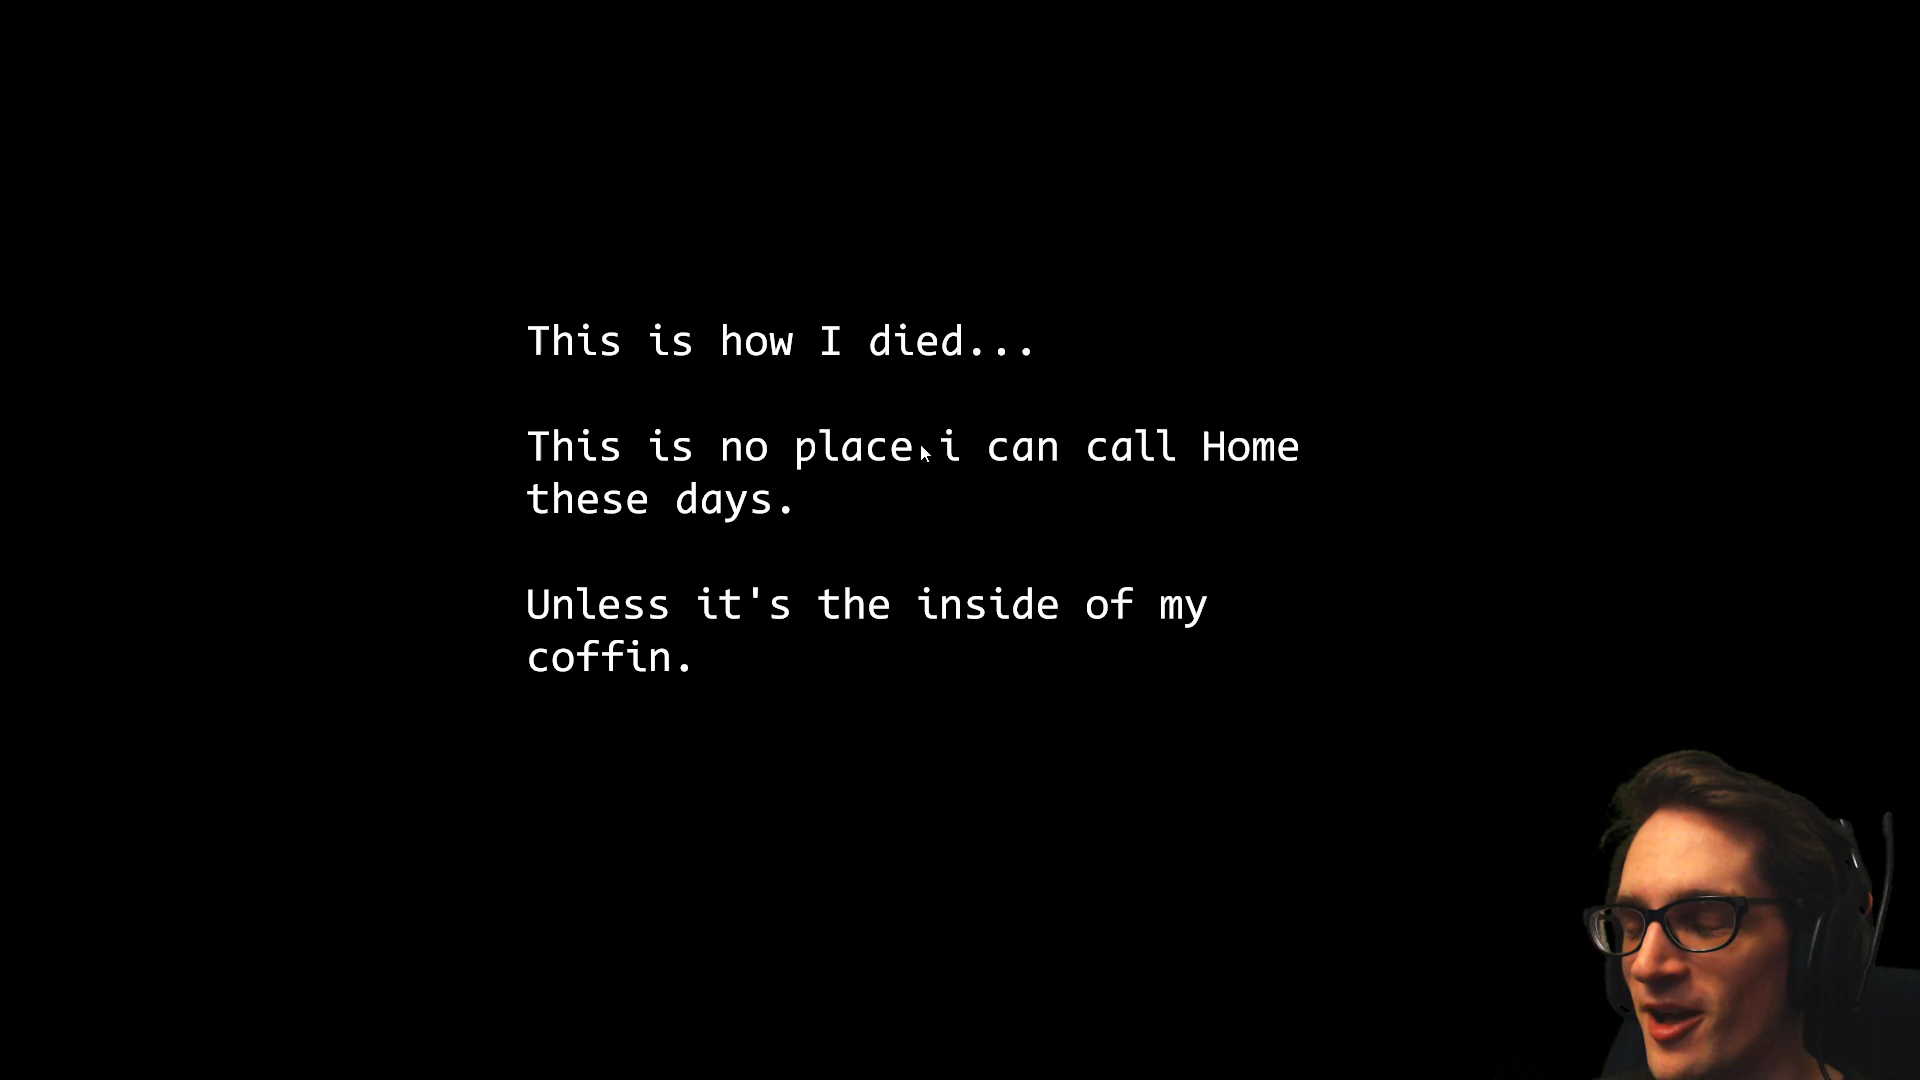 This is how I died...
This is no place i can call Home
these days.
Unless it's the inside of my
coffin.